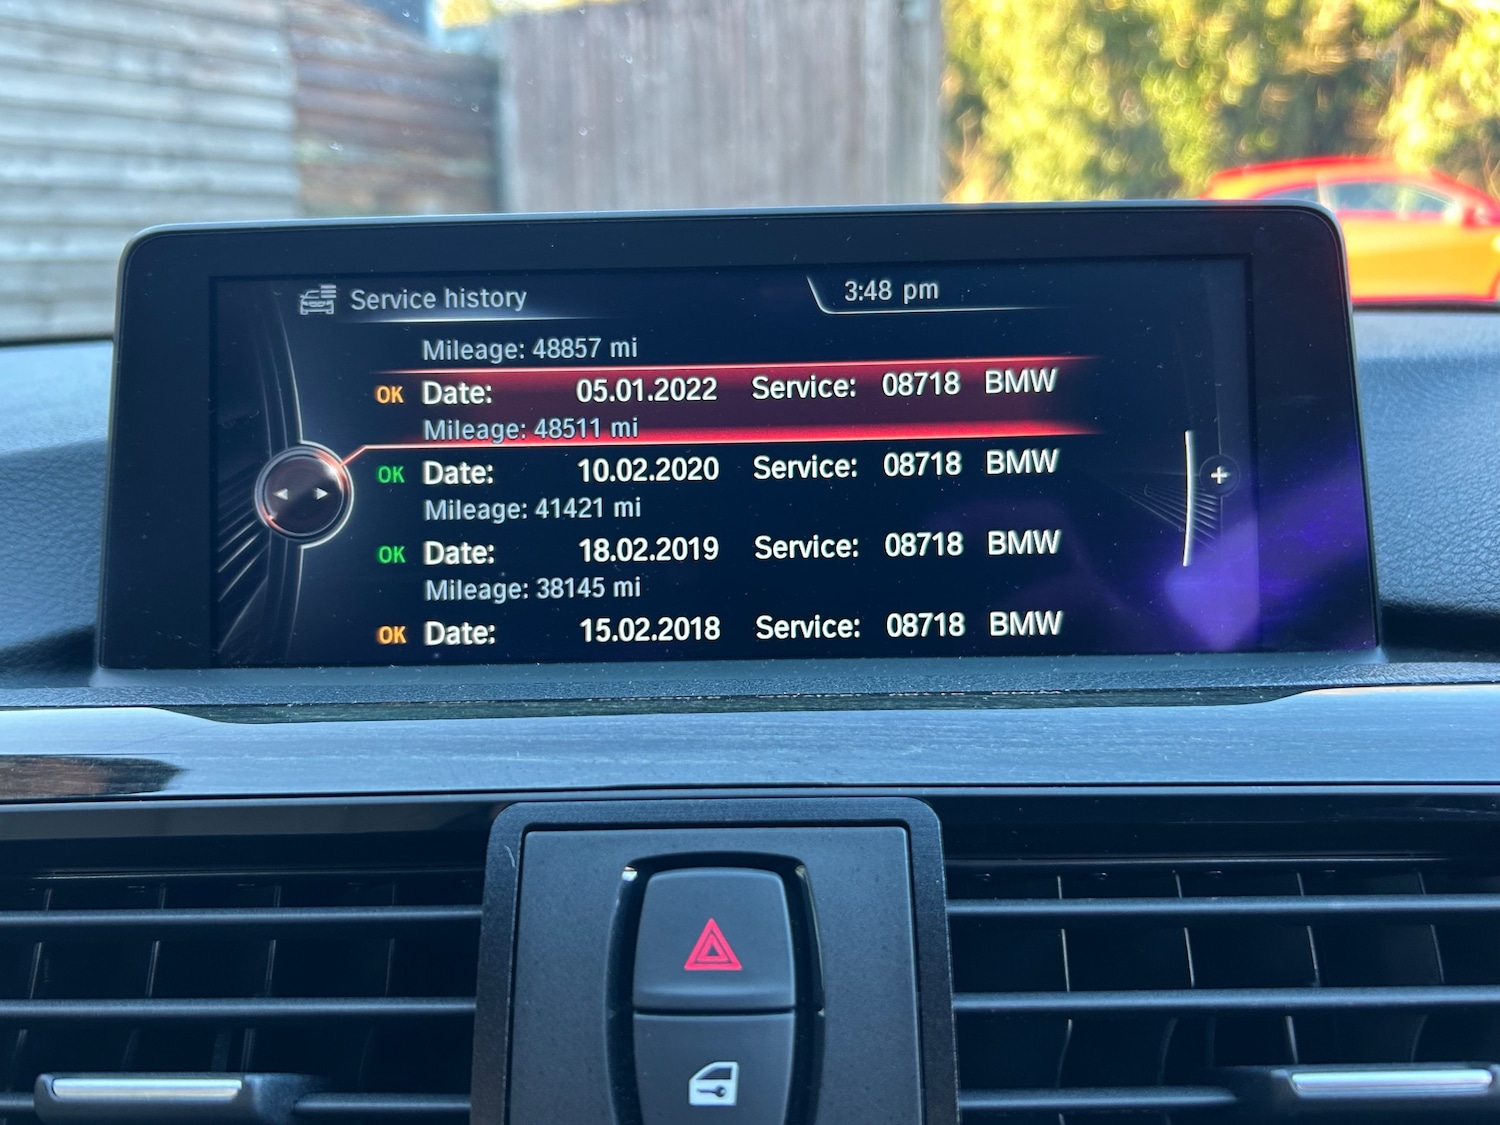 Service history 3:48 pm
Mileage: 48857 mi
OK Date: 05.01.2022 Service: 08718 BMW
Mileage: 48511 mi
OK Date: 10.02.2020 Service: 08718 BMW
Mileage: 41421 mi
OK Date: 18.02.2019 Service: 08718 BMW
Mileage: 38145 mi
OK Date: 15.02.2018 Service: 08718 BMW